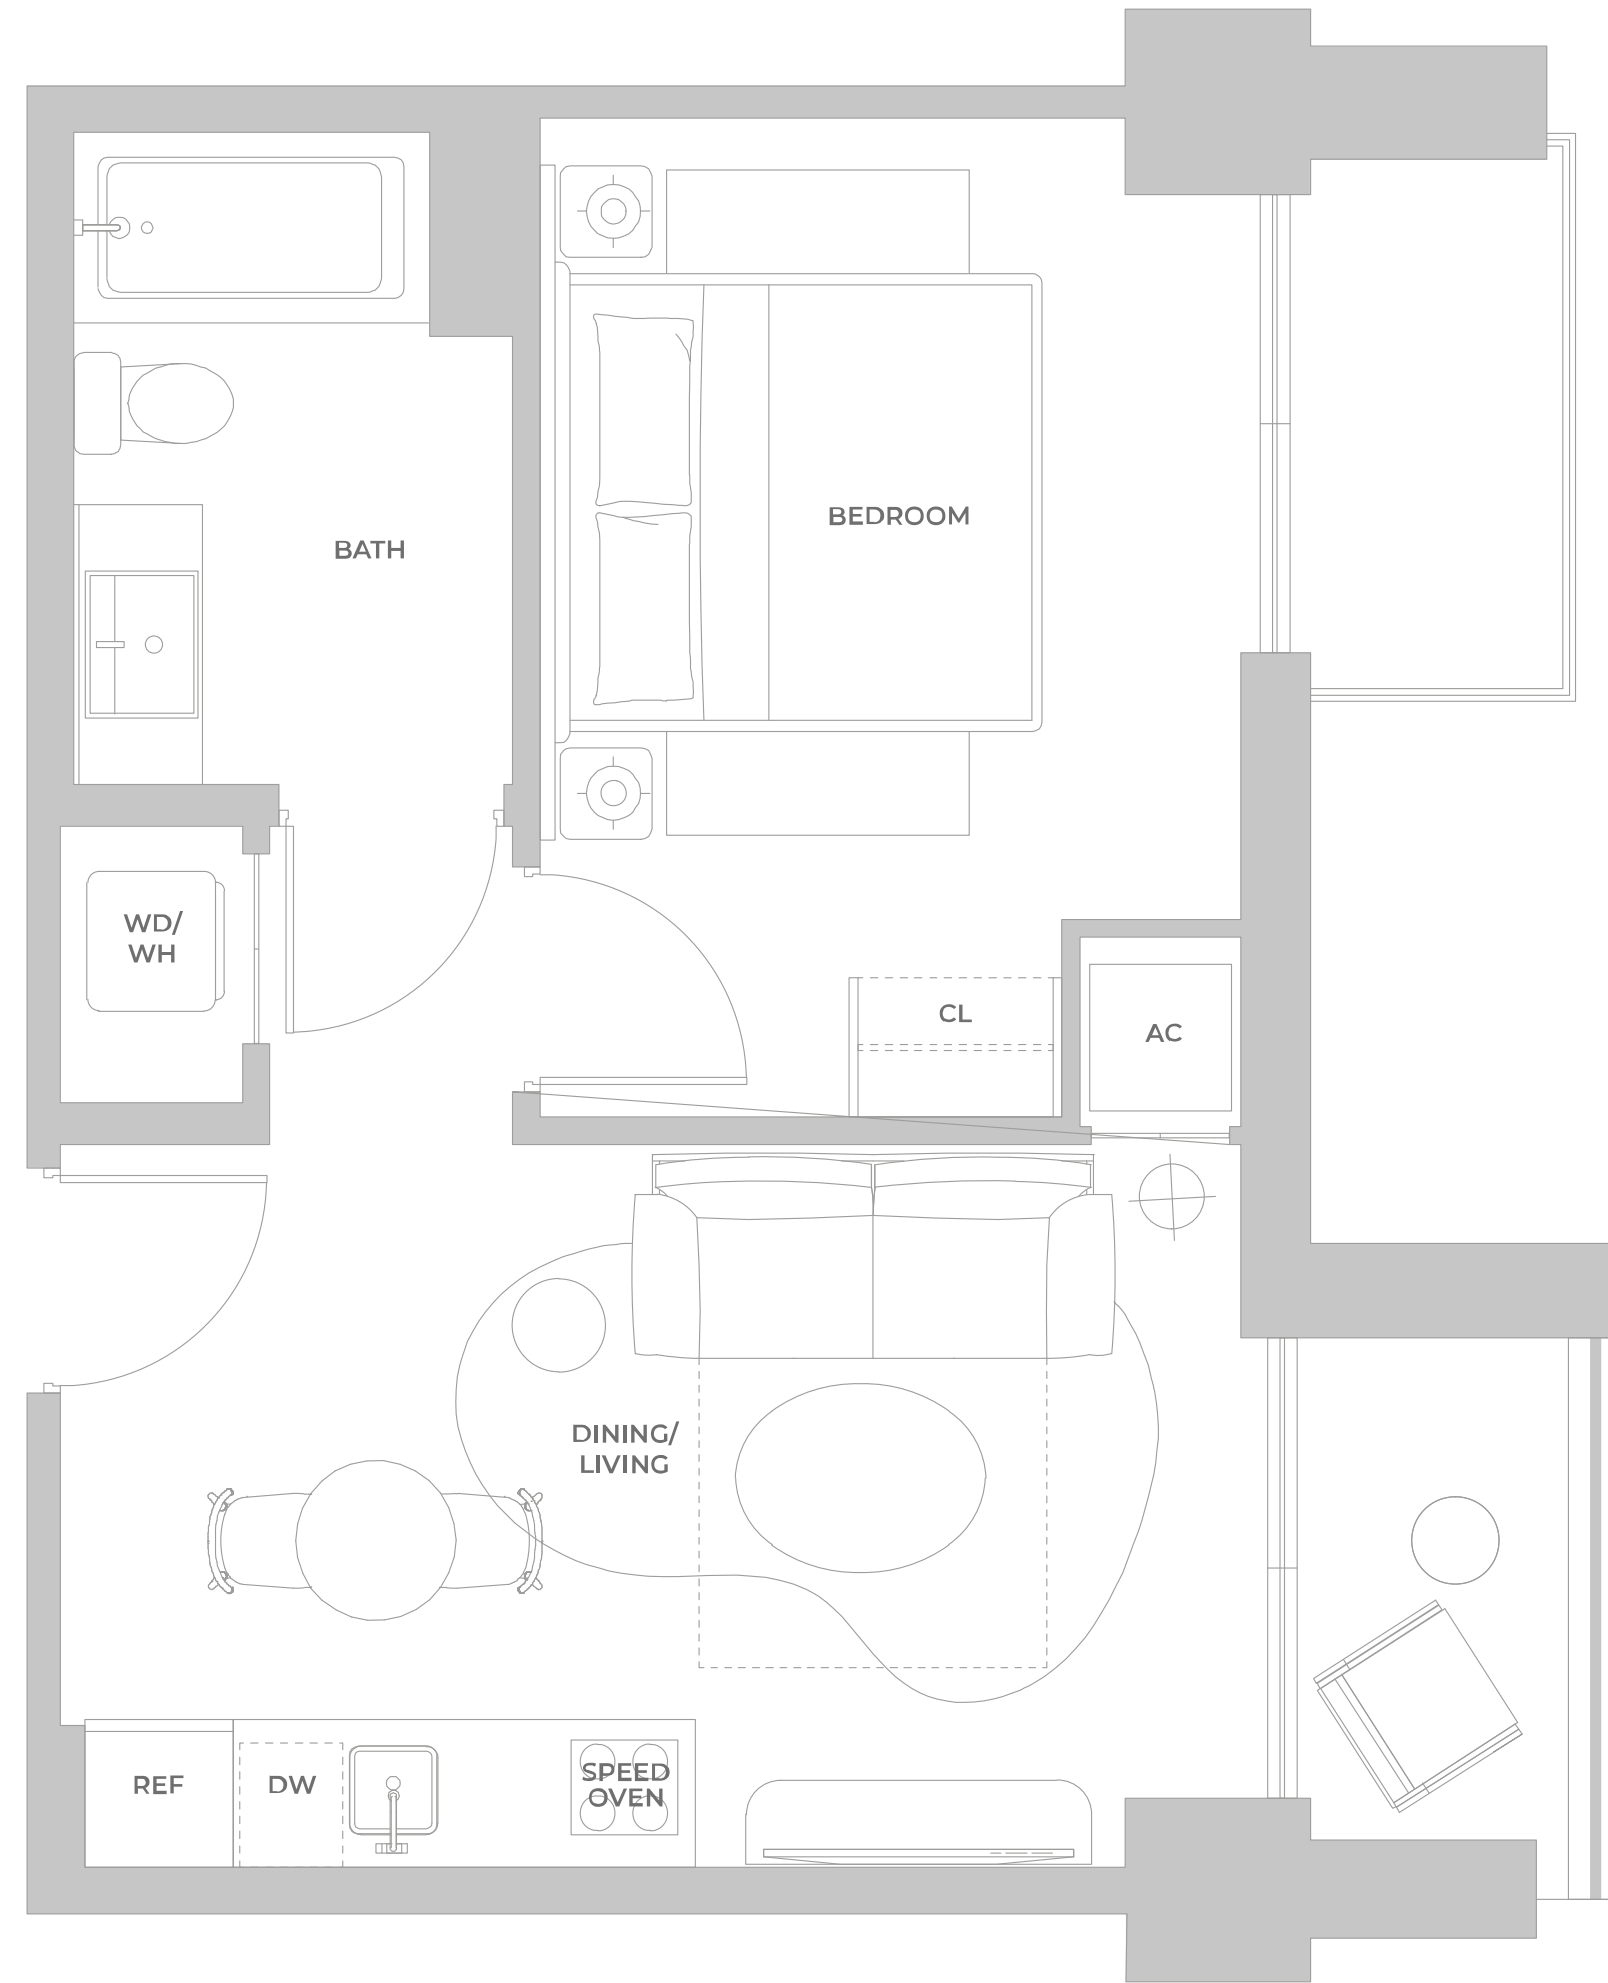 BEDROOM
BATH
WD/
WH
CL
AC
DINING/
LIVING
REF
DW
SPEED
OVEN